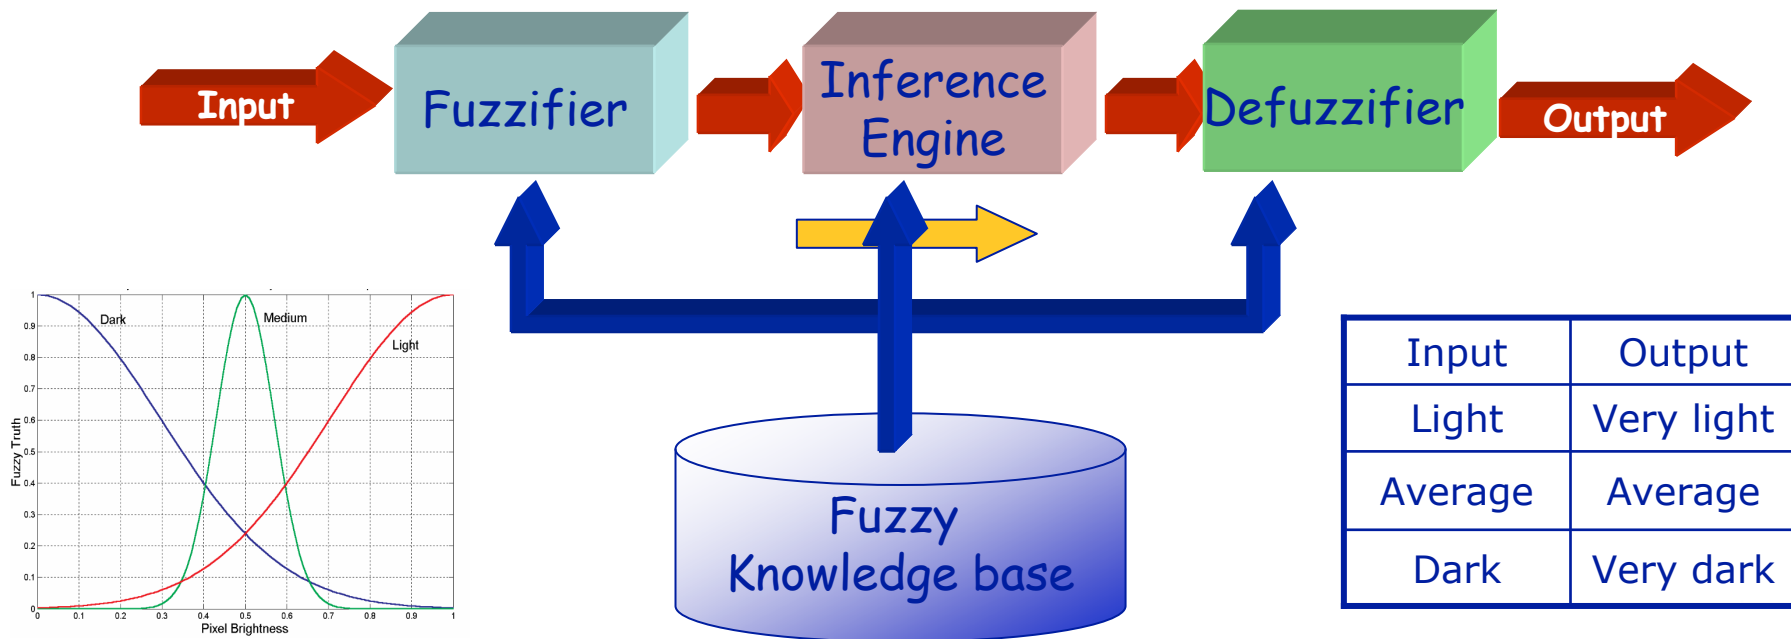 Input
Fuzzifier
Inference
Engine
Defuzzifier
Output
1
0.9
0.8
0.7
0.6
0.5
0.4
0.3
0.2
0.1
0
Fuzzy Truth
Dark
Medium
Light
0 0.1 0.2 0.3 0.4 0.5 0.6 0.7 0.8 0.9 1
Pixel Brightness
Fuzzy
Knowledge base
Input Output
Light Very light
Average Average
Dark Very dark